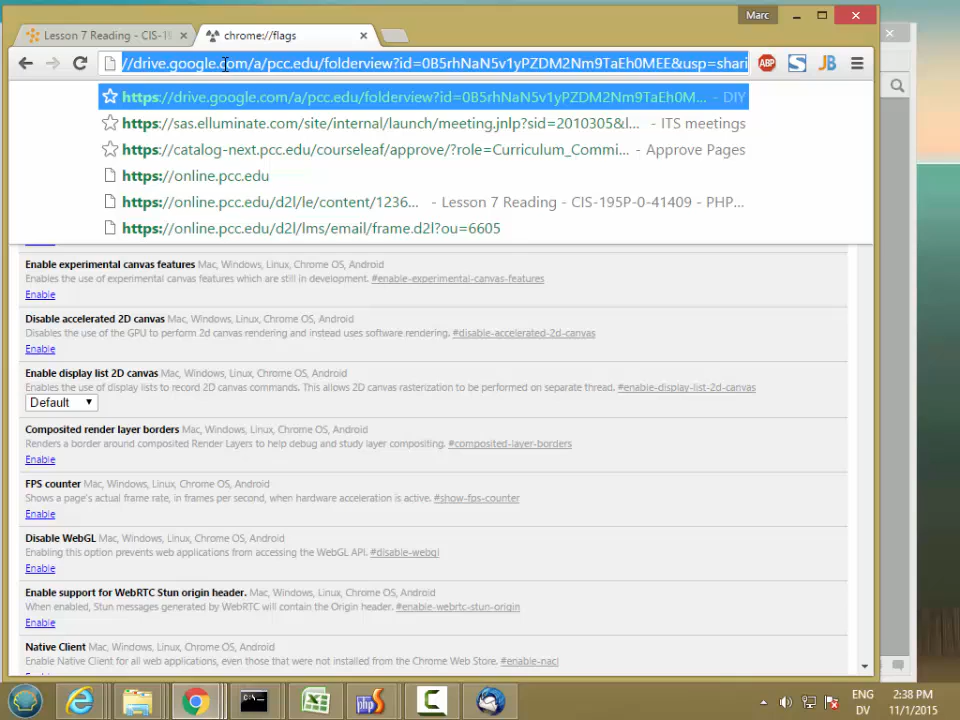 Marc
Lesson 7 Reading - CIS-19
chrome://flags
//drive.google.com/a/pcc.edu/folderview?id=0B5rhNaN5v1yPZDM2Nm9TaEh0MEE&usp=shari
ABP
S
JB
https://drive.google.com/a/pcc.edu/folderview?id=0B5rhNaN5v1yPZDM2Nm9TaEh0M... - DIY
https://sas.elluminate.com/site/internal/launch/meeting.jnlp?sid=2010305&l... - ITS meetings
https://catalog-next.pcc.edu/courseleaf/approve/?role=Curriculum_Commi... - Approve Pages
https://online.pcc.edu
https://online.pcc.edu/d2l/le/content/1236... - Lesson 7 Reading - CIS-195P-0-41409 - PHP...
https://online.pcc.edu/d2l/lms/email/frame.d2l?ou=6605
Enable experimental canvas features Mac, Windows, Linux, Chrome OS, Android
Enables the use of experimental canvas features which are still in development. #enable-experimental-canvas-features
Enable
Disable accelerated 2D canvas Mac, Windows, Linux, Chrome OS, Android
Disables the use of the GPU to perform 2d canvas rendering and instead uses software rendering. #disable-accelerated-2d-canvas
Enable
Enable display list 2D canvas Mac, Windows, Linux, Chrome OS, Android
Enables the use of display lists to record 2D canvas commands. This allows 2D canvas rasterization to be performed on separate thread. #enable-display-list-2d-canvas
Default
Composited render layer borders Mac, Windows, Linux, Chrome OS, Android
Renders a border around composited Render Layers to help debug and study layer compositing. #composited-layer-borders
Enable
FPS counter Mac, Windows, Linux, Chrome OS, Android
Shows a page's actual frame rate, in frames per second, when hardware acceleration is active. #show-fps-counter
Enable
Disable WebGL Mac, Windows, Linux, Chrome OS, Android
Enabling this option prevents web applications from accessing the WebGL API. #disable-webgl
Enable
Enable support for WebRTC Stun origin header. Mac, Windows, Linux, Chrome OS, Android
When enabled, Stun messages generated by WebRTC will contain the Origin header. #enable-webrtc-stun-origin
Enable
Native Client Mac, Windows, Linux, Chrome OS, Android
Enable Native Client for all web applications, even those that were not installed from the Chrome Web Store. #enable-nacl
php
C
ENG
DV
2:38 PM
11/1/2015